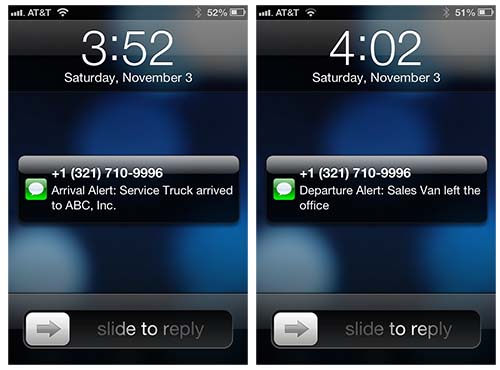 AT&T
52%
3:52
Saturday, November 3
+1 (321) 710-9996
Arrival Alert: Service Truck arrived
to ABC, Inc.
slide to reply
AT&T
51%
4:02
Saturday, November 3
+1 (321) 710-9996
Departure Alert: Sales Van left the
office
slide to reply